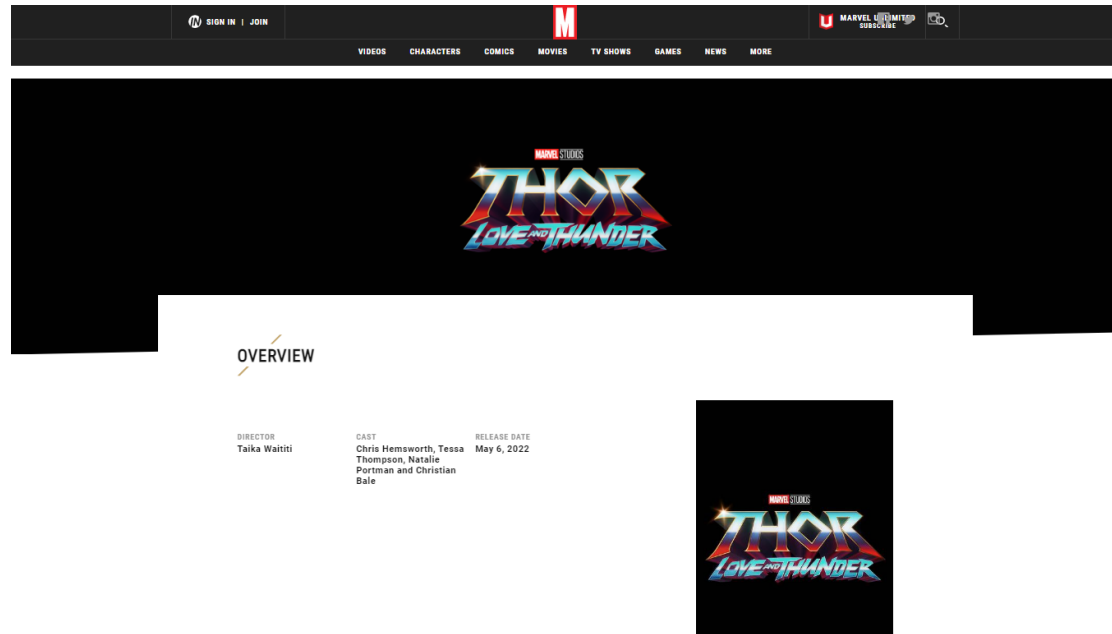 SIGN IN | JOIN
MARVEL UNLIMITED
SUBSCRIBE
VIDEOS CHARACTERS COMICS MOVIES TV SHOWS GAMES NEWS MORE
MARVEL STUDIOS
THOR
LOVE AND THUNDER
OVERVIEW
DIRECTOR
Taika Waititi
CAST
Chris Hemsworth, Tessa
Thompson, Natalie
Portman and Christian
Bale
RELEASE DATE
May 6, 2022
MARVEL STUDIOS
THOR
LOVE AND THUNDER